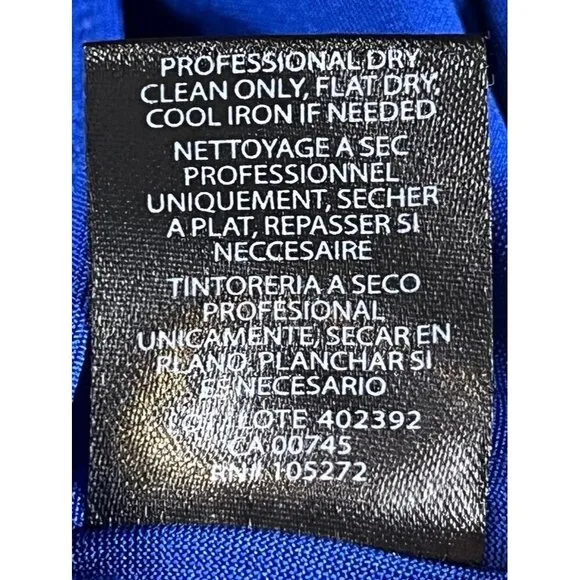 PROFESSIONAL DRY
CLEAN ONLY, FLAT DRY,
COOL IRON IF NEEDED
NETTOYAGE A SEC
PROFESSIONNEL
UNIQUEMENT, SECHER
A PLAT, REPASSER SI
NECCESAIRE
TINTORERIA A SECO
PROFESIONAL
UNICAMENTE, SECAR EN
PLANO, PLANCHAR SI
ES NECESARIO
LOTE 402392
CA 00745
RN# 105272